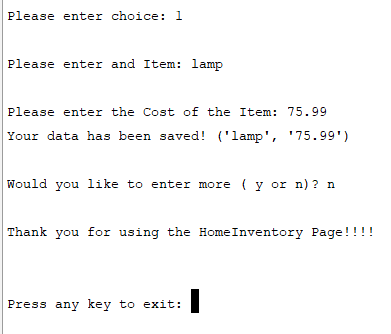 Please enter choice: 1
Please enter and Item: lamp
Please enter the Cost of the Item: 75.99
Your data has been saved! ('lamp', '75.99')
Would you like to enter more ( y or n)? n
Thank you for using the HomeInventory Page!!!!
Press any key to exit: